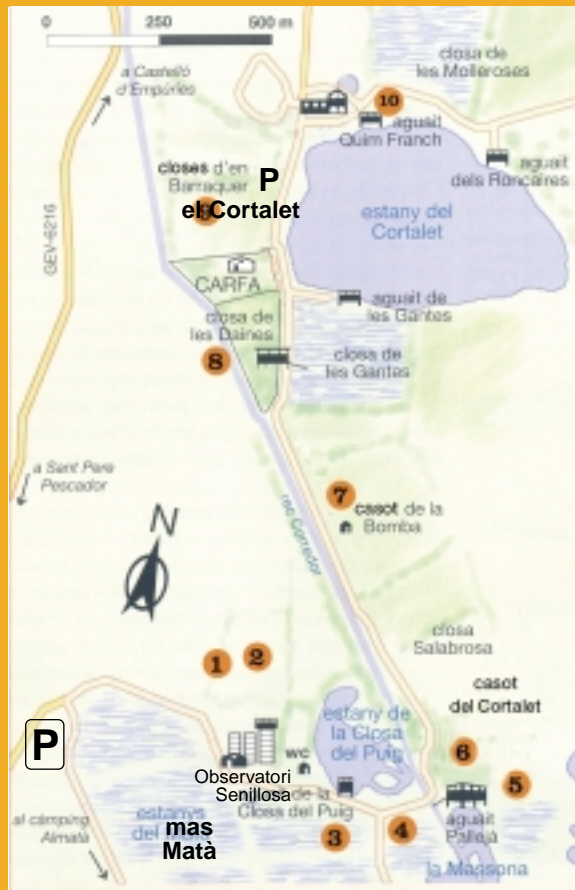 0 250 500 m
a Castelló
d'Empúries
closa de
les Molleroses
10
aguait
Quim Franch
aguait
dels Roncaires
closes d'en
Barraquer
P
el Cortalet
estany del
Cortalet
GEV-6216
CARFA
aguait de
les Gantes
closa de
les Daines
8
closa de
les Gantes
a Sant Pere
Pescador
7
casot de la
Bomba
rec Corredor
N
closa
Salabrosa
1
2
casot
del Cortalet
estany de
la Closa
del Puig
6
P
wc
5
Observatori
Senillosa
de la
Closa del Puig
aguait
Pallejà
al càmping
Almatà
estanys
del
mas
Matà
3
4
la Massona